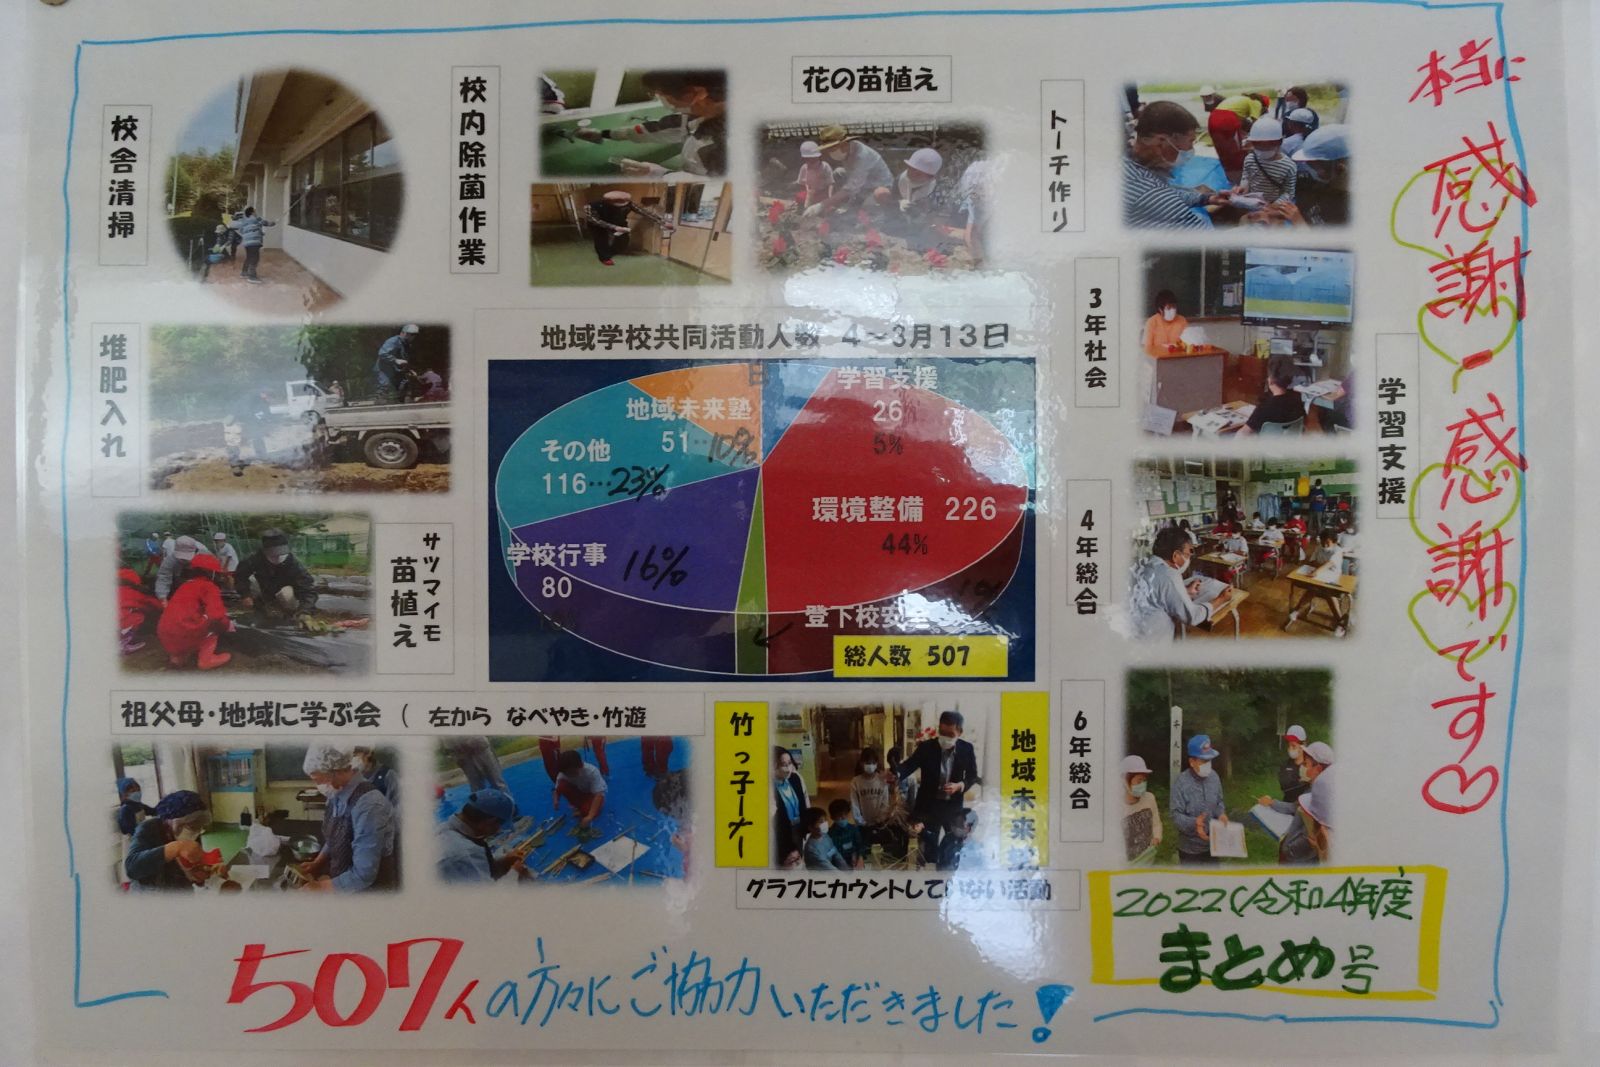 本当に
感謝・感謝です♡
校舎清掃
校内除菌作業
花の苗植え
トーチ作り
3年社会
学習支援
4年総合
6年総合
堆肥入れ
サツマイモ
苗植え
地域学校共同活動人数 4～3月13日
学習支援
26
5%
地域未来塾
51…10%
その他
116…23%
環境整備 226
44%
学校行事
80
16%
登下校安全
総人数 507
祖父母・地域に学ぶ会 ( 左から なべやき・竹遊
竹っ子
地域未来
グラフにカウントしていない活動
2022(令和4)年度
まとめ号
507人の方々にご協力いただきました!